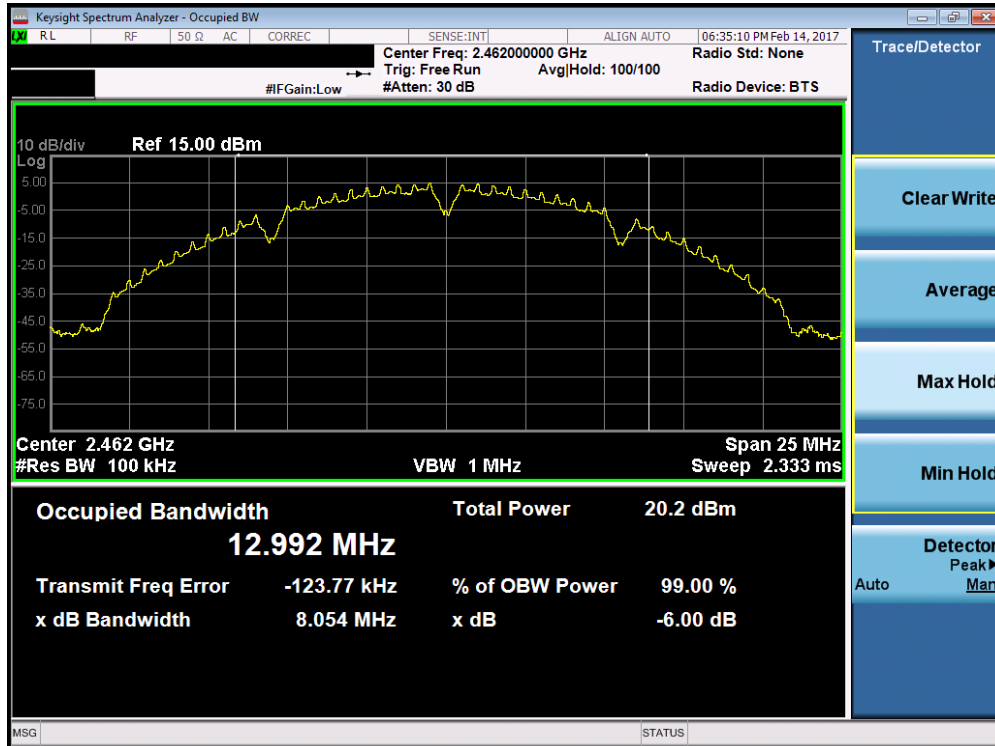 Keysight Spectrum Analyzer - Occupied BW
LXI RL RF 50 Ω AC CORREC SENSE:INT ALIGN AUTO 06:35:10 PM Feb 14, 2017
Center Freq: 2.462000000 GHz Radio Std: None
Trig: Free Run Avg|Hold: 100/100
#IFGain:Low #Atten: 30 dB Radio Device: BTS
Trace/Detector
10 dB/div Ref 15.00 dBm
Log
5.00
-5.00
-15.0
-25.0
-35.0
-45.0
-55.0
-65.0
-75.0
Center 2.462 GHz Span 25 MHz
#Res BW 100 kHz VBW 1 MHz Sweep 2.333 ms
Occupied Bandwidth Total Power 20.2 dBm
12.992 MHz
Transmit Freq Error -123.77 kHz % of OBW Power 99.00 %
x dB Bandwidth 8.054 MHz x dB -6.00 dB
Clear Write
Average
Max Hold
Min Hold
Detector
Peak▶
Auto Man
MSG STATUS